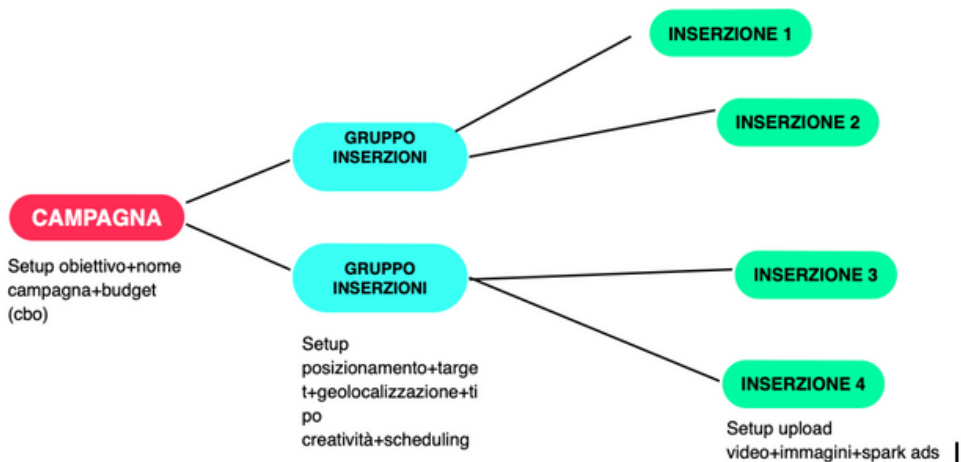 INSERZIONE 1
INSERZIONE 2
GRUPPO
INSERZIONI
CAMPAGNA
Setup obiettivo+nome
campagna+budget
(cbo)
GRUPPO
INSERZIONI
INSERZIONE 3
Setup
posizionamento+targe
t+geolocalizzazione+ti
po
creatività+scheduling
INSERZIONE 4
Setup upload
video+immagini+spark ads